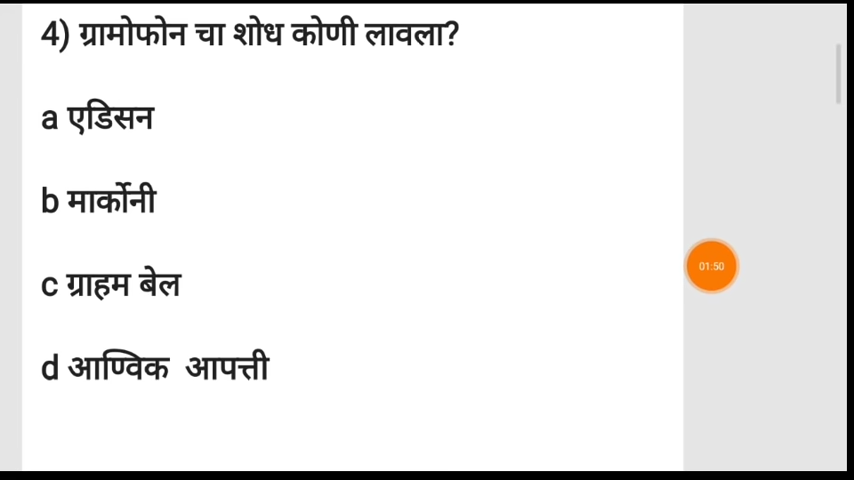 4) ग्रामोफोन चा शोध कोणी लावला?
a एडिसन
b मार्कोनी
c ग्राहम बेल
d आण्विक आपत्ती
01:50